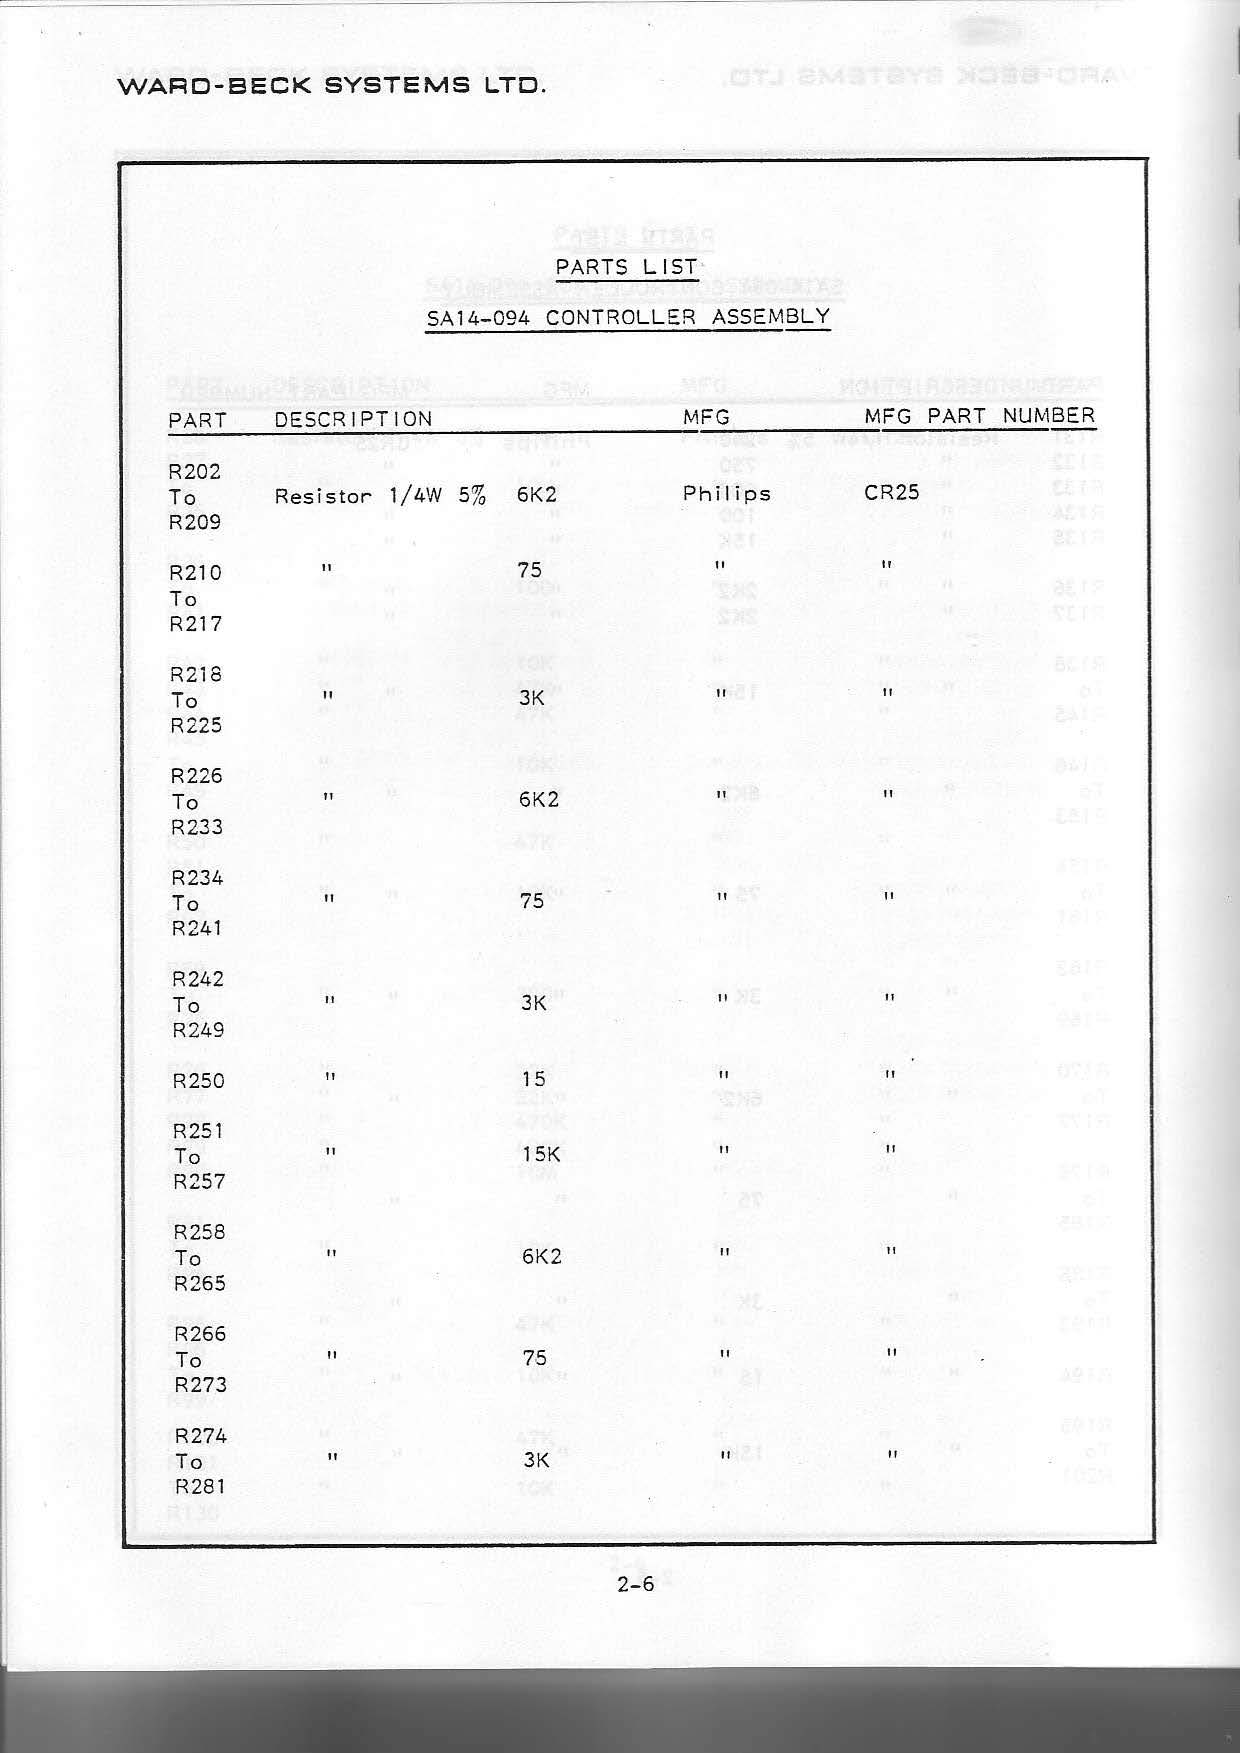 WARD-BECK SYSTEMS LTD.
PARTS LIST
SA14-094 CONTROLLER ASSEMBLY
PART DESCRIPTION MFG MFG PART NUMBER
R202
To Resistor 1/4W 5% 6K2 Philips CR25
R209
R210 " 75 " "
To
R217
R218
To " 3K " "
R225
R226
To " 6K2 " "
R233
R234
To " 75 " "
R241
R242
To " 3K " "
R249
R250 " 15 " "
R251
To " 15K " "
R257
R258
To " 6K2 " "
R265
R266
To " 75 " "
R273
R274
To " 3K " "
R281
2-6